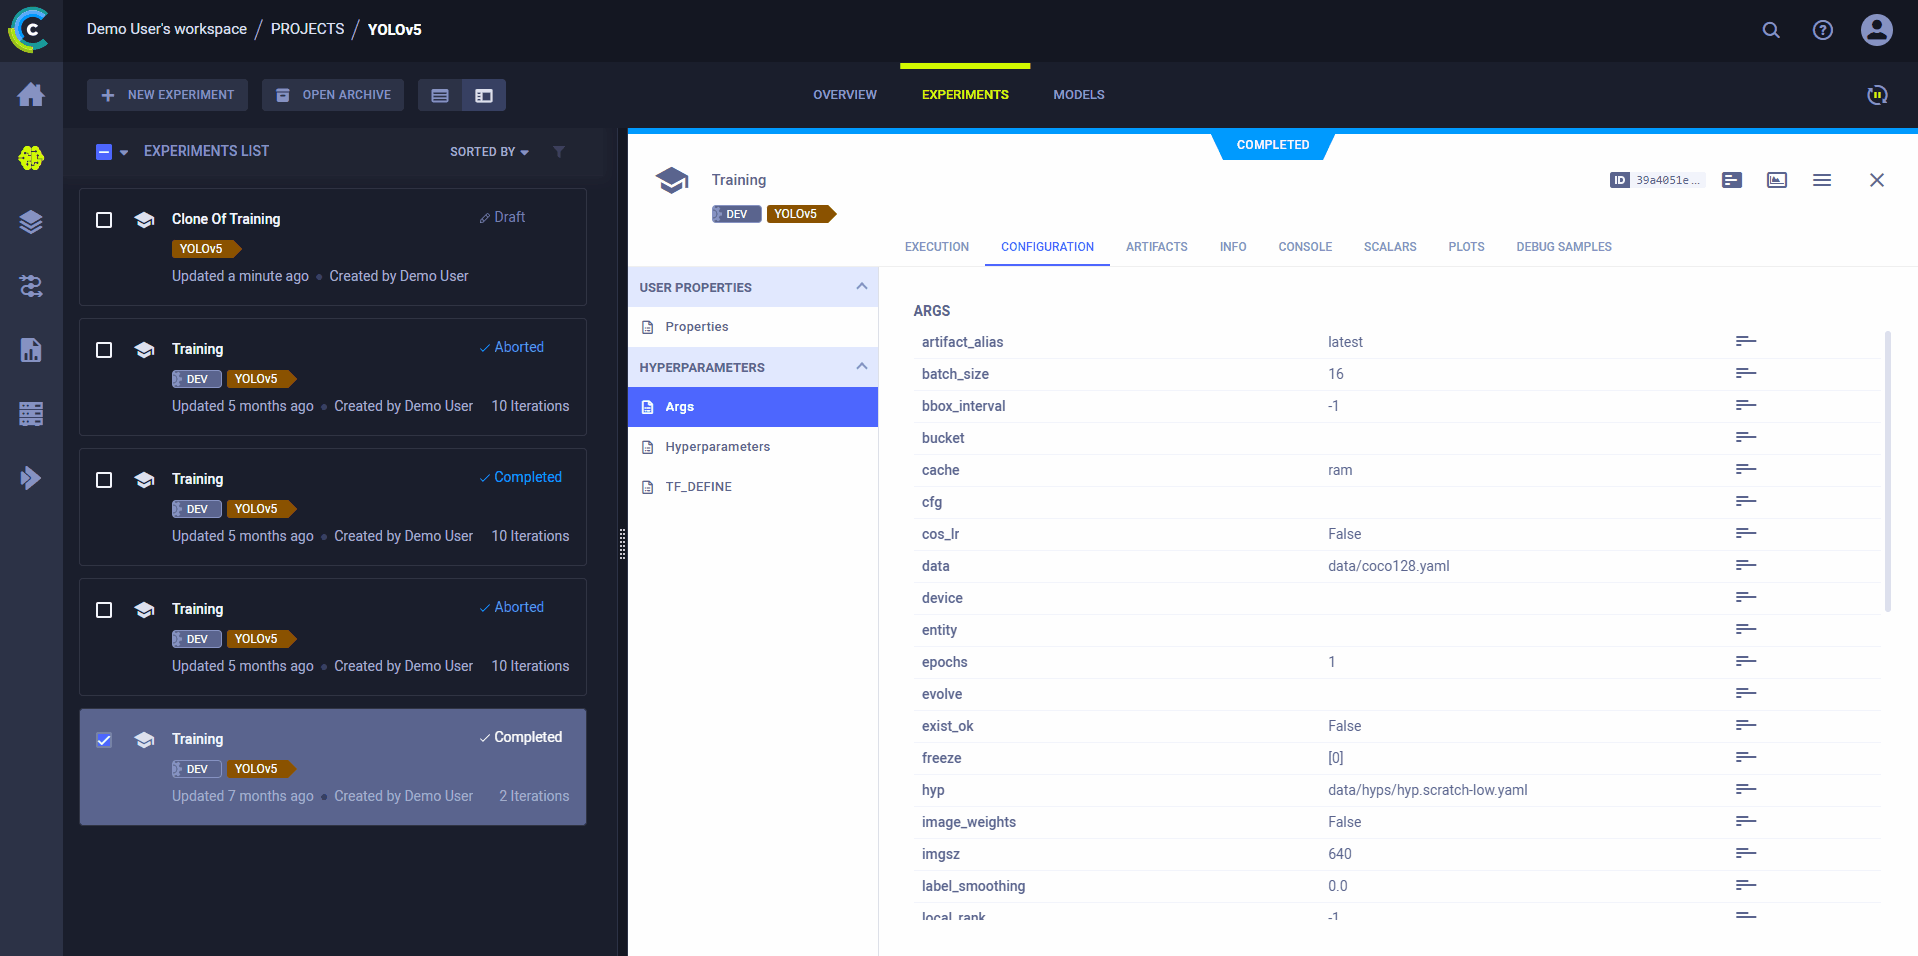 Demo User's workspace / PROJECTS / YOLOv5
NEW EXPERIMENT
OPEN ARCHIVE
OVERVIEW
EXPERIMENTS
MODELS
EXPERIMENTS LIST
SORTED BY
Clone Of Training
Draft
YOLOv5
Updated a minute ago • Created by Demo User
Training
Aborted
DEV YOLOv5
Updated 5 months ago • Created by Demo User 10 Iterations
Training
Completed
DEV YOLOv5
Updated 5 months ago • Created by Demo User 10 Iterations
Training
Aborted
DEV YOLOv5
Updated 5 months ago • Created by Demo User 10 Iterations
Training
Completed
DEV YOLOv5
Updated 7 months ago • Created by Demo User 2 Iterations
COMPLETED
Training
ID 39a4051e...
DEV YOLOv5
EXECUTION CONFIGURATION ARTIFACTS INFO CONSOLE SCALARS PLOTS DEBUG SAMPLES
USER PROPERTIES
Properties
HYPERPARAMETERS
Args
Hyperparameters
TF_DEFINE
ARGS
artifact_alias latest
batch_size 16
bbox_interval -1
bucket
cache ram
cfg
cos_lr False
data data/coco128.yaml
device
entity
epochs 1
evolve
exist_ok False
freeze [0]
hyp data/hyps/hyp.scratch-low.yaml
image_weights False
imgsz 640
label_smoothing 0.0
local_rank -1